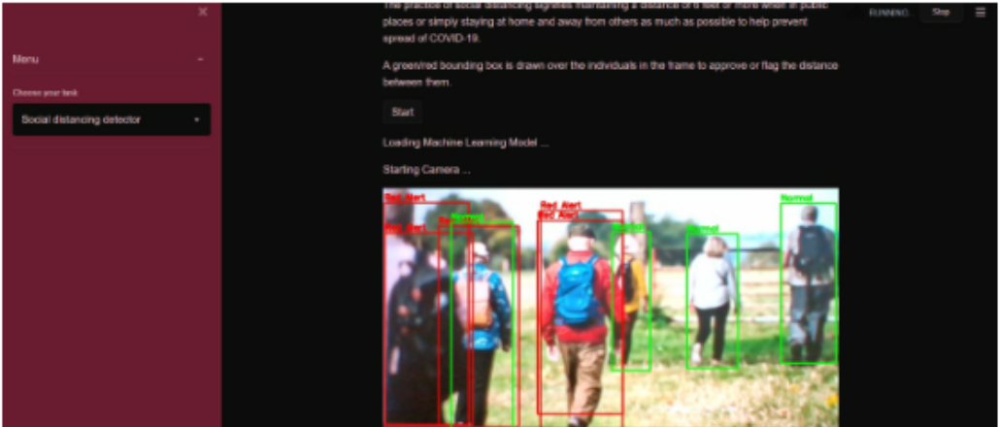 The practice of social distancing signifies maintaining a distance of 6 feet or more when in public
places or simply staying at home and away from others as much as possible to help prevent
spread of COVID-19.
A green/red bounding box is drawn over the individuals in the frame to approve or flag the distance
between them.
Start
Loading Machine Learning Model ...
Starting Camera ...
RUNNING...
Stop
Menu
Choose your task
Social distancing detector
Red Alert
Red Alert
Normal
Red Alert
Red Alert
Normal
Normal